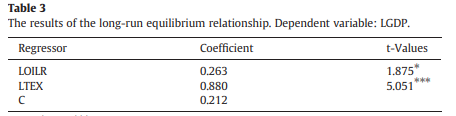 Table 3
The results of the long-run equilibrium relationship. Dependent variable: LGDP.
Regressor Coefficient t-Values
LOILR 0.263 1.875*
LTEX 0.880 5.051***
C 0.212